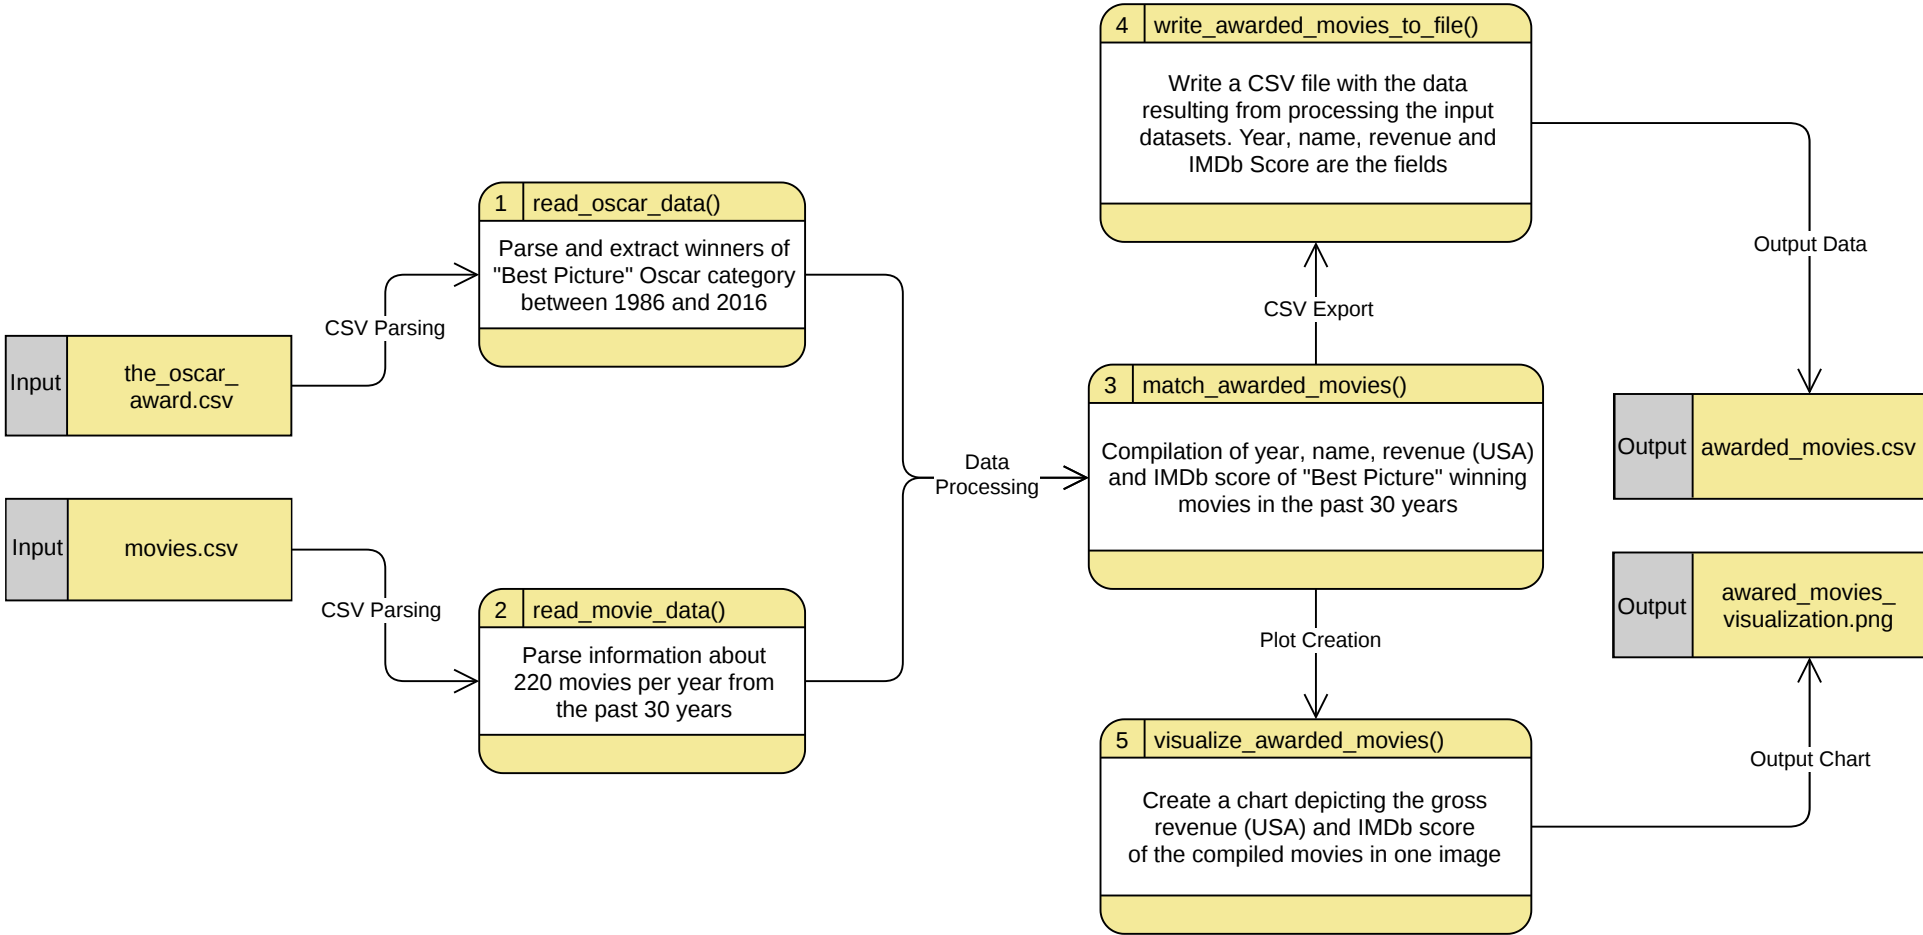 Input
the_oscar_
award.csv
CSV Parsing
1 read_oscar_data()
Parse and extract winners of
"Best Picture" Oscar category
between 1986 and 2016
Input
movies.csv
CSV Parsing
2 read_movie_data()
Parse information about
220 movies per year from
the past 30 years
Data
Processing
3 match_awarded_movies()
Compilation of year, name, revenue (USA)
and IMDb score of "Best Picture" winning
movies in the past 30 years
CSV Export
4 write_awarded_movies_to_file()
Write a CSV file with the data
resulting from processing the input
datasets. Year, name, revenue and
IMDb Score are the fields
Output Data
Output
awarded_movies.csv
Plot Creation
5 visualize_awarded_movies()
Create a chart depicting the gross
revenue (USA) and IMDb score
of the compiled movies in one image
Output Chart
Output
awared_movies_
visualization.png